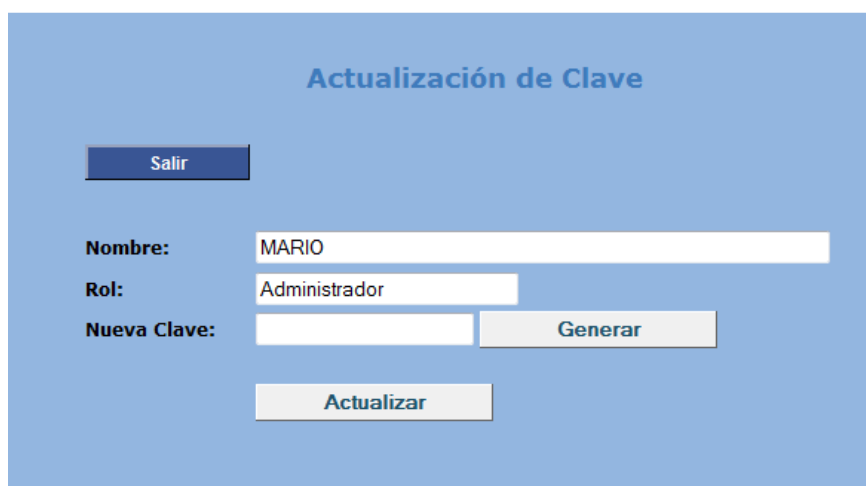 Actualización de Clave
Salir
Nombre: MARIO
Rol: Administrador
Nueva Clave: Generar
Actualizar